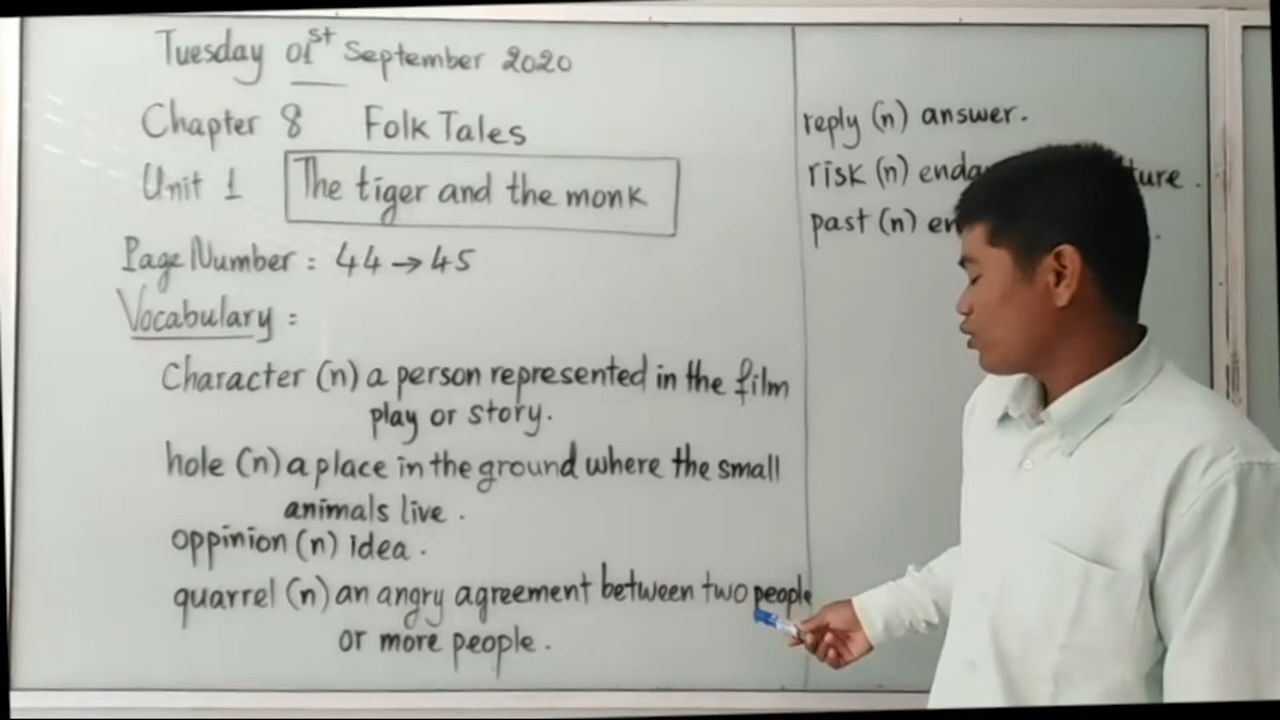 Tuesday 01st September 2020
Chapter 8 Folk Tales
Unit 1 The tiger and the monk
Page Number : 44 → 45
Vocabulary :
Character (n) a person represented in the film
play or story.
hole (n) a place in the ground where the small
animals live .
oppinion (n) idea .
quarrel (n) an angry agreement between two people
or more people .
reply (n) answer .
risk (n)
past (n)